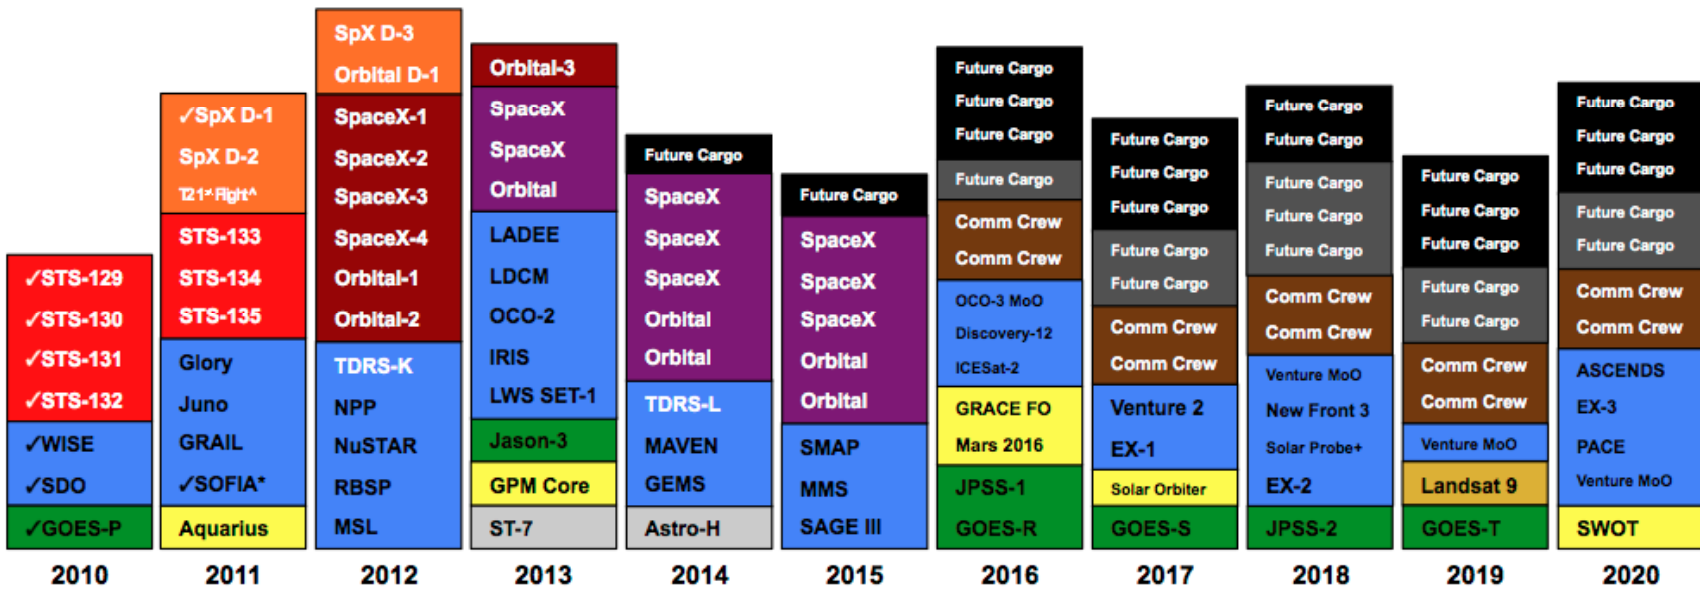 SpX D-3
Orbital D-1
SpaceX-1
SpaceX-2
SpaceX-3
SpaceX-4
Orbital-1
Orbital-2
TDRS-K
NPP
NuSTAR
RBSP
MSL
2012
✓STS-129
✓STS-130
✓STS-131
✓STS-132
✓WISE
✓SDO
✓GOES-P
2010
✓SpX D-1
SpX D-2
STS-133
STS-134
STS-135
Glory
Juno
GRAIL
✓SOFIA*
Aquarius
2011
Orbital-3
SpaceX
SpaceX
Orbital
LADEE
LDCM
OCO-2
IRIS
LWS SET-1
Jason-3
GPM Core
ST-7
2013
Future Cargo
SpaceX
SpaceX
SpaceX
Orbital
Orbital
TDRS-L
MAVEN
GEMS
Astro-H
2014
Future Cargo
SpaceX
SpaceX
SpaceX
Orbital
Orbital
SMAP
MMS
SAGE III
2015
Future Cargo
Future Cargo
Future Cargo
Future Cargo
Comm Crew
Comm Crew
OCO-3 MoO
Discovery-12
ICESat-2
GRACE FO
Mars 2016
JPSS-1
GOES-R
2016
Future Cargo
Future Cargo
Future Cargo
Future Cargo
Future Cargo
Comm Crew
Comm Crew
Venture 2
EX-1
Solar Orbiter
GOES-S
2017
Future Cargo
Future Cargo
Future Cargo
Future Cargo
Future Cargo
Comm Crew
Comm Crew
Venture MoO
New Front 3
Solar Probe+
EX-2
JPSS-2
2018
Future Cargo
Future Cargo
Future Cargo
Future Cargo
Future Cargo
Comm Crew
Comm Crew
Venture MoO
Landsat 9
GOES-T
2019
Future Cargo
Future Cargo
Future Cargo
Future Cargo
Future Cargo
Comm Crew
Comm Crew
ASCENDS
EX-3
PACE
Venture MoO
SWOT
2020